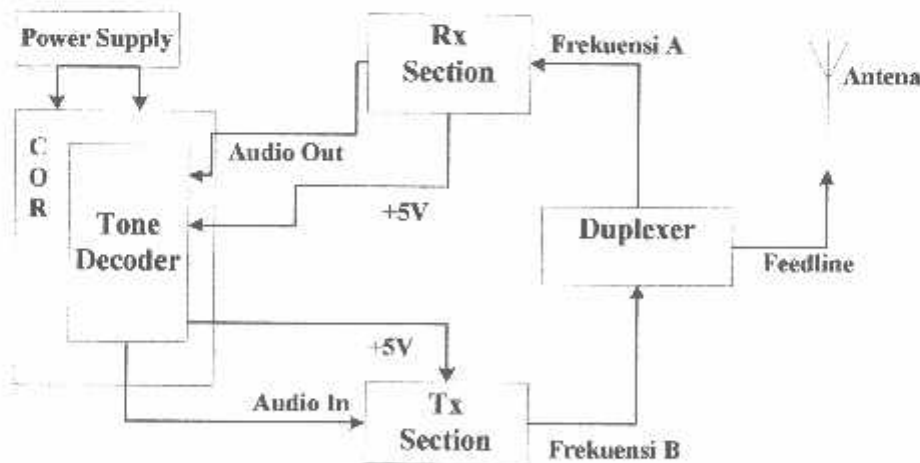 Power Supply
Rx
Section
Frekuensi A
Antena
C
O
R
Audio Out
+5V
Tone
Decoder
Duplexer
Feedline
+5V
Audio In
Tx
Section
Frekuensi B